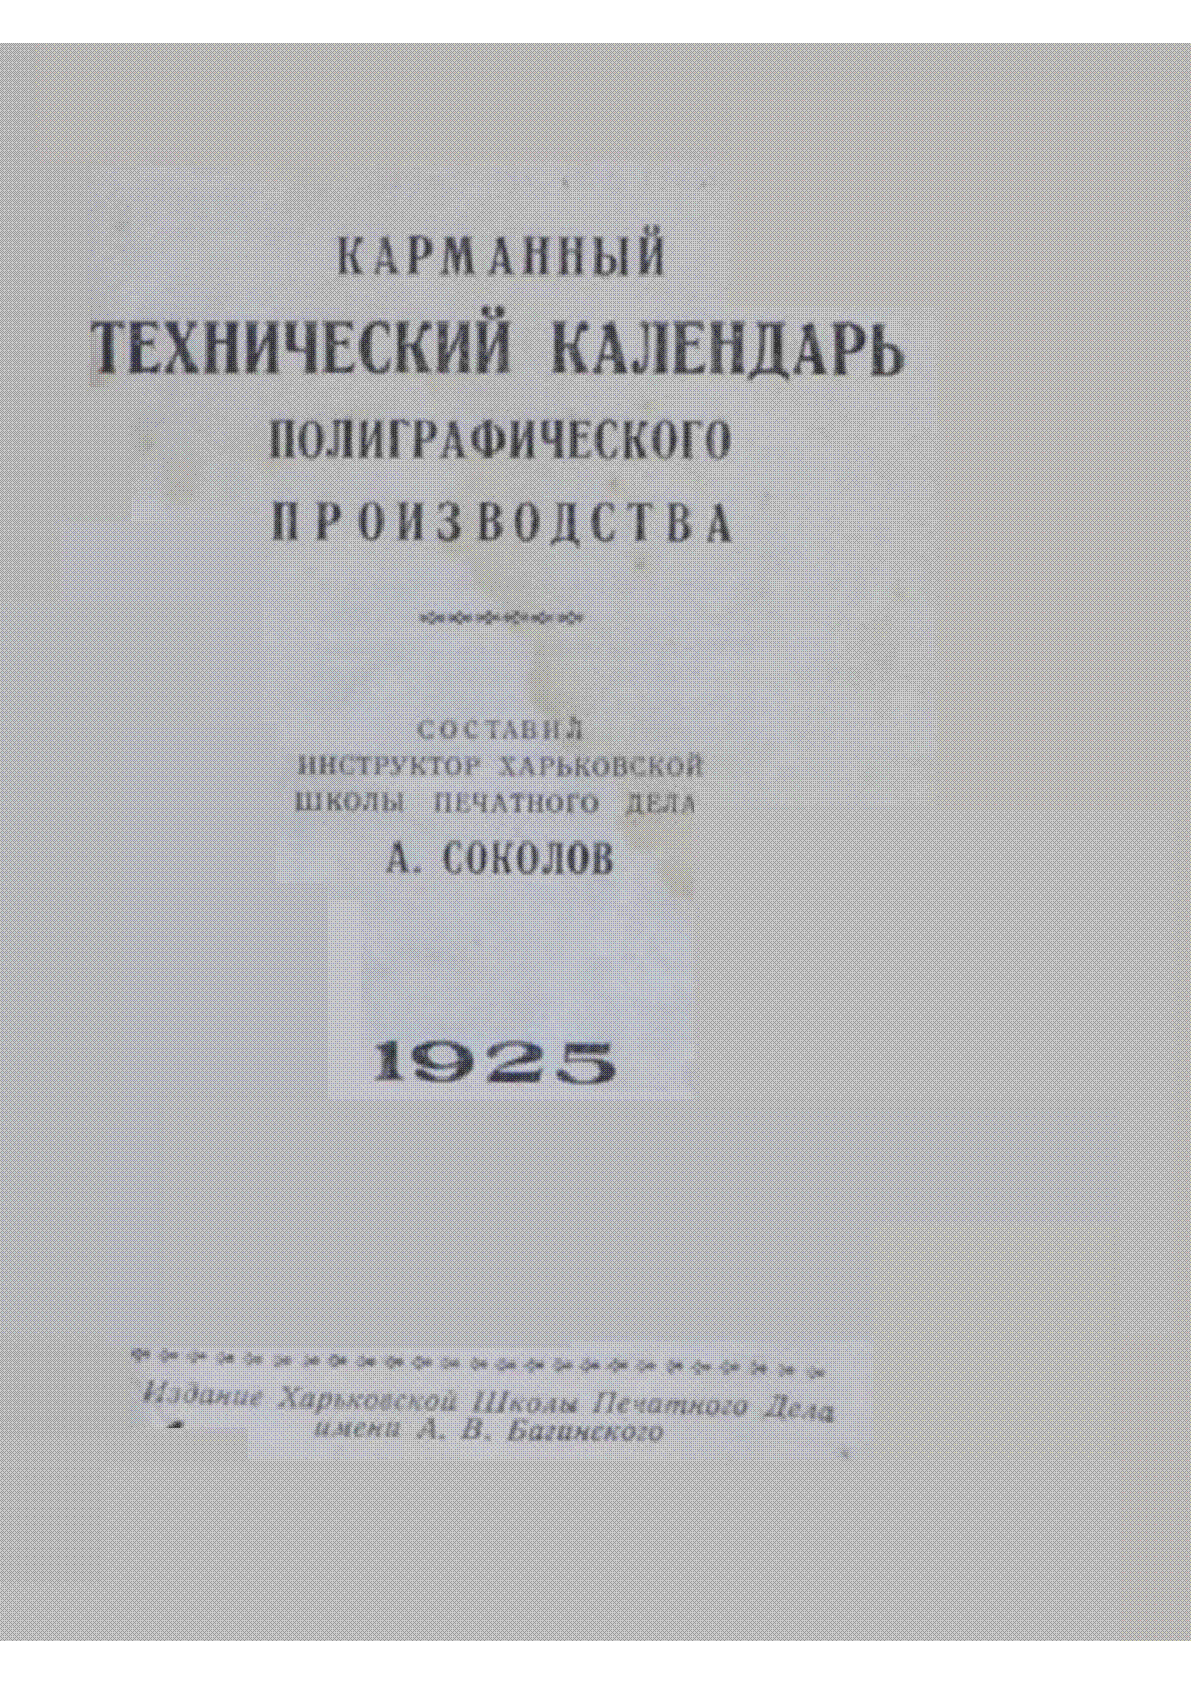 КАРМАННЫЙ
ТЕХНИЧЕСКИЙ КАЛЕНДАРЬ
ПОЛИГРАФИЧЕСКОГО
ПРОИЗВОДСТВА
СОСТАВИЛ
ИНСТРУКТОР ХАРЬКОВСКОЙ
ШКОЛЫ ПЕЧАТНОГО ДЕЛА
А. СОКОЛОВ
1925
Издание Харьковской Школы Печатного Дела
имени А. В. Багинского